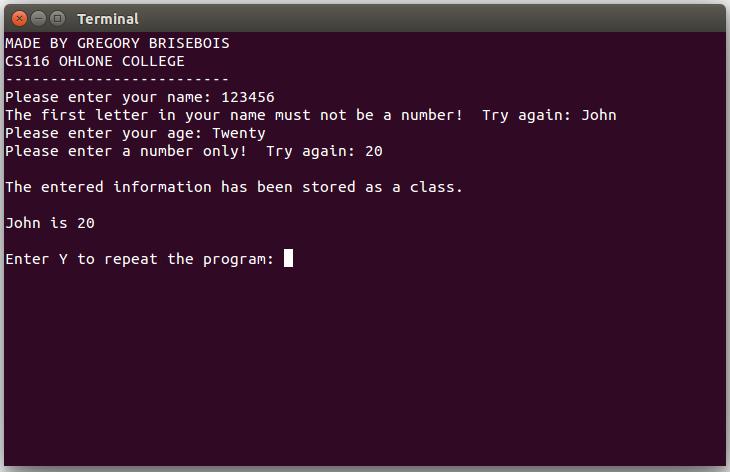 Terminal
MADE BY GREGORY BRISEBOIS
CS116 OHLONE COLLEGE
-------------------------
Please enter your name: 123456
The first letter in your name must not be a number!  Try again: John
Please enter your age: Twenty
Please enter a number only!  Try again: 20
The entered information has been stored as a class.
John is 20
Enter Y to repeat the program: